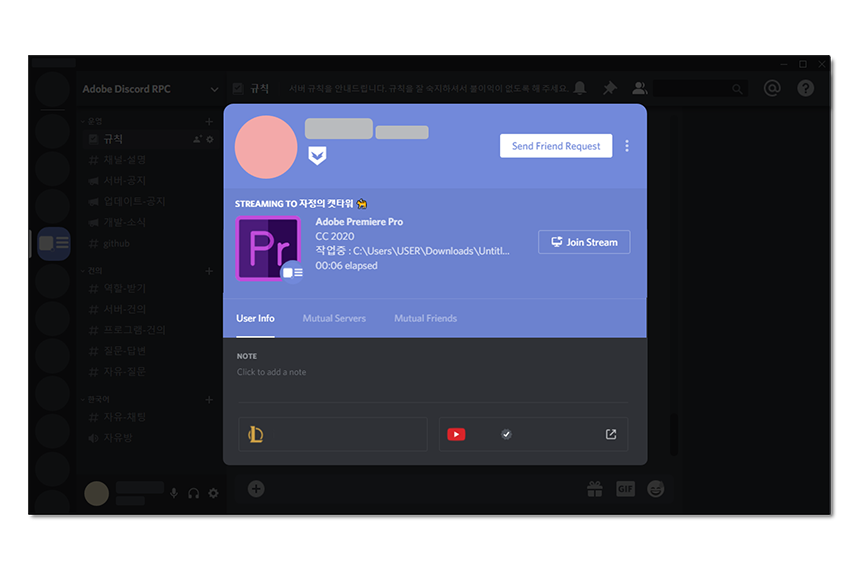 Adobe Discord RPC
규칙
서버 규칙을 안내드립니다. 규칙을 잘 숙지하셔서 불이익이 없도록 해 주세요.
운영
규칙
채널-설명
서버-공지
업데이트-공지
개발-소식
github
건의
역할-받기
서버-건의
프로그램-건의
질문-답변
자유-질문
한국어
자유-채팅
자유방
Send Friend Request
STREAMING TO 자정의 캣타워
Adobe Premiere Pro
CC 2020
작업중 : C:\Users\USER\Downloads\Untitl...
00:06 elapsed
Pr
Join Stream
User Info
Mutual Servers
Mutual Friends
NOTE
Click to add a note
GIF